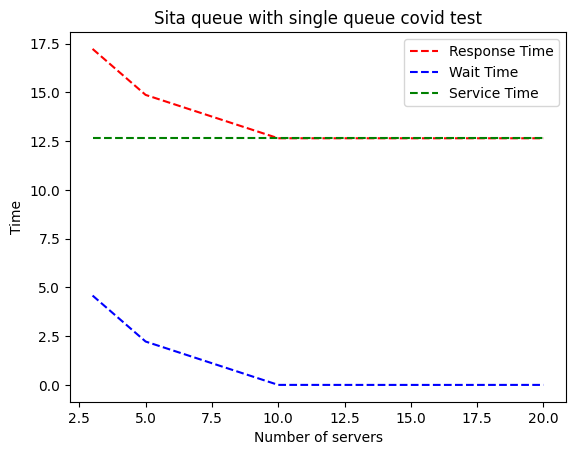 Sita queue with single queue covid test
Response Time
Wait Time
Service Time
17.5
15.0
12.5
10.0
7.5
5.0
2.5
0.0
Time
2.5 5.0 7.5 10.0 12.5 15.0 17.5 20.0
Number of servers